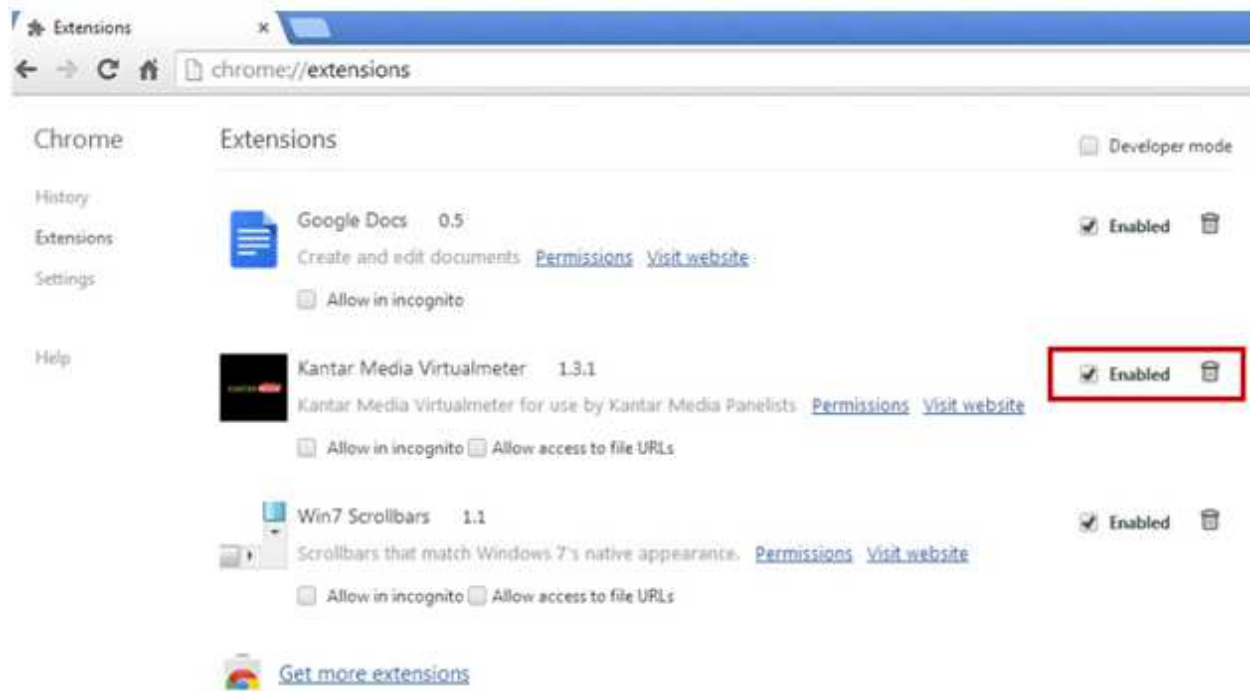 Extensions
chrome://extensions
Chrome
Extensions
Developer mode
History
Extensions
Settings
Help
Google Docs 0.5
Enabled
Create and edit documents Permissions Visit website
Allow in incognito
Kantar Media Virtualmeter 1.3.1
Enabled
Kantar Media Virtualmeter for use by Kantar Media Panelists Permissions Visit website
Allow in incognito Allow access to file URLs
Win7 Scrollbars 1.1
Enabled
Scrollbars that match Windows 7's native appearance. Permissions Visit website
Allow in incognito Allow access to file URLs
Get more extensions